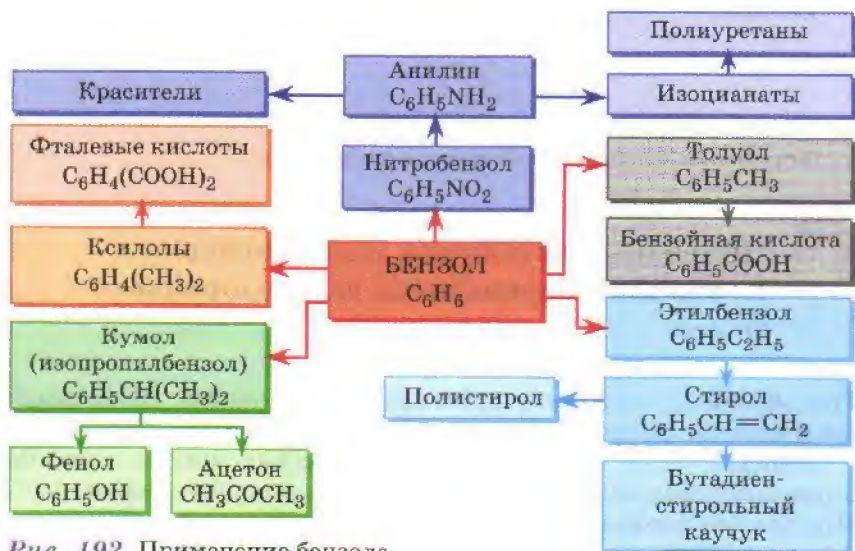 Полиуретаны
Красители
Анилин
C₆H₅NH₂
Изоцианаты
Фталевые кислоты
C₆H₄(COOH)₂
Нитробензол
C₆H₅NO₂
Толуол
C₆H₅CH₃
Ксилолы
C₆H₄(CH₃)₂
БЕНЗОЛ
C₆H₆
Бензойная кислота
C₆H₅COOH
Кумол
(изопропилбензол)
C₆H₅CH(CH₃)₂
Этилбензол
C₆H₅C₂H₅
Полистирол
Стирол
C₆H₅CH=CH₂
Фенол
C₆H₅OH
Ацетон
CH₃COCH₃
Бутадиен-
стирольный
каучук
Рис. 192. Применение бензола